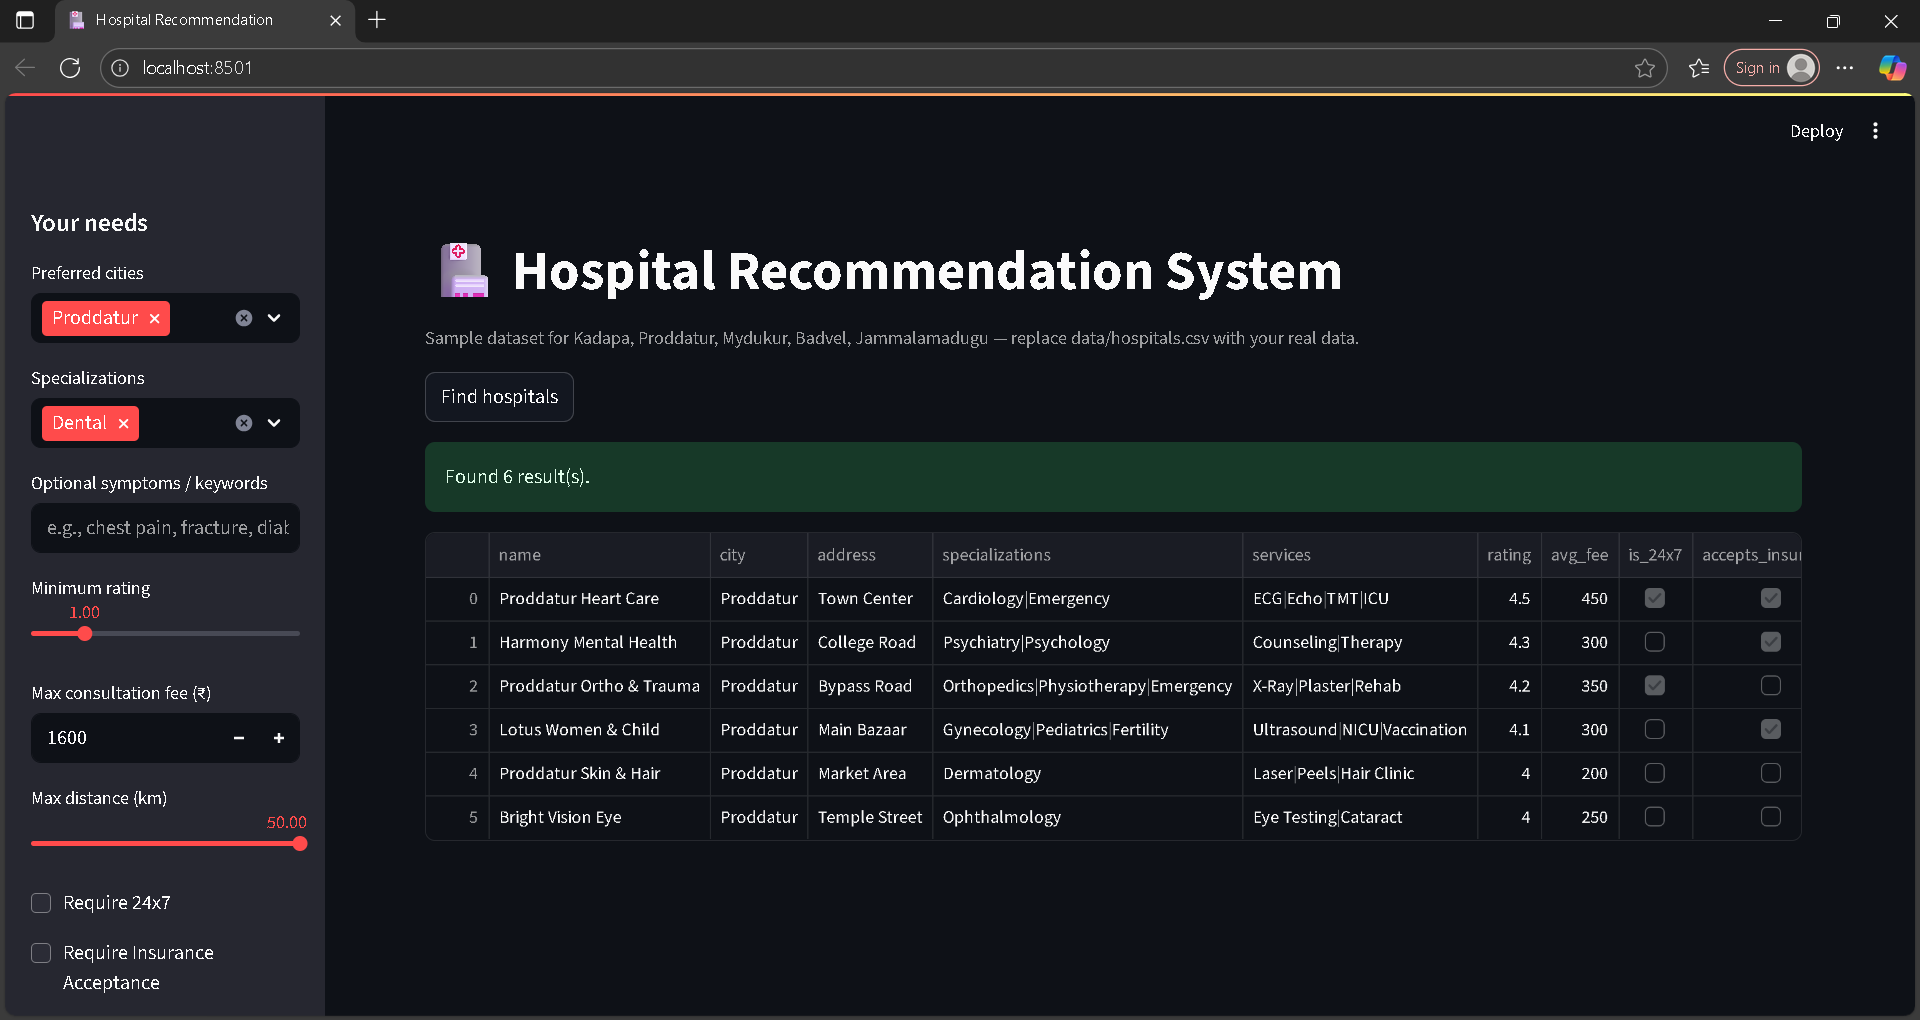 Hospital Recommendation
localhost:8501
Sign in
Deploy
Your needs
Preferred cities
Proddatur
Specializations
Dental
Optional symptoms / keywords
e.g., chest pain, fracture, diab
Minimum rating
1.00
Max consultation fee (₹)
1600
Max distance (km)
50.00
Require 24x7
Require Insurance
Acceptance
Hospital Recommendation System
Sample dataset for Kadapa, Proddatur, Mydukur, Badvel, Jammalamadugu — replace data/hospitals.csv with your real data.
Find hospitals
Found 6 result(s).
name city address specializations services rating avg_fee is_24x7 accepts_insur
0 Proddatur Heart Care Proddatur Town Center Cardiology|Emergency ECG|Echo|TMT|ICU 4.5 450
1 Harmony Mental Health Proddatur College Road Psychiatry|Psychology Counseling|Therapy 4.3 300
2 Proddatur Ortho & Trauma Proddatur Bypass Road Orthopedics|Physiotherapy|Emergency X-Ray|Plaster|Rehab 4.2 350
3 Lotus Women & Child Proddatur Main Bazaar Gynecology|Pediatrics|Fertility Ultrasound|NICU|Vaccination 4.1 300
4 Proddatur Skin & Hair Proddatur Market Area Dermatology Laser|Peels|Hair Clinic 4 200
5 Bright Vision Eye Proddatur Temple Street Ophthalmology Eye Testing|Cataract 4 250